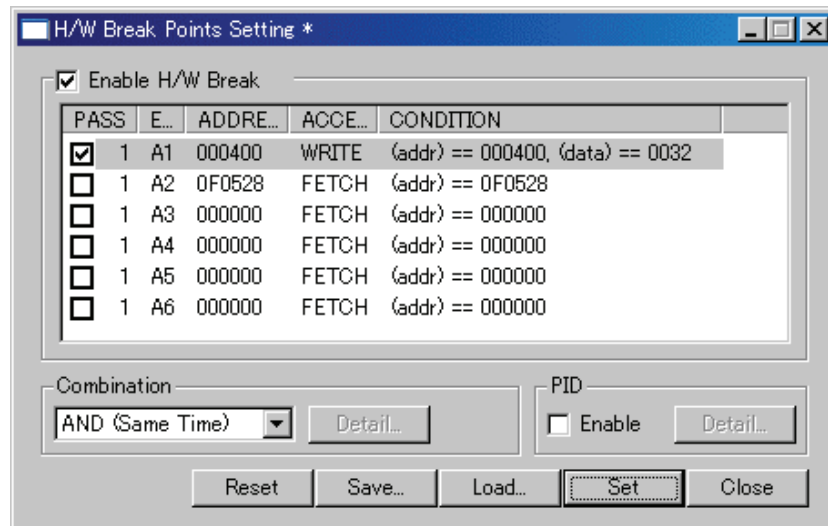 H/W Break Points Setting *
Enable H/W Break
PASS E... ADDRE... ACCE... CONDITION
1 A1 000400 WRITE (addr) == 000400, (data) == 0032
1 A2 0F0528 FETCH (addr) == 0F0528
1 A3 000000 FETCH (addr) == 000000
1 A4 000000 FETCH (addr) == 000000
1 A5 000000 FETCH (addr) == 000000
1 A6 000000 FETCH (addr) == 000000
Combination PID
AND (Same Time) Detail... Enable Detail...
Reset Save... Load... Set Close